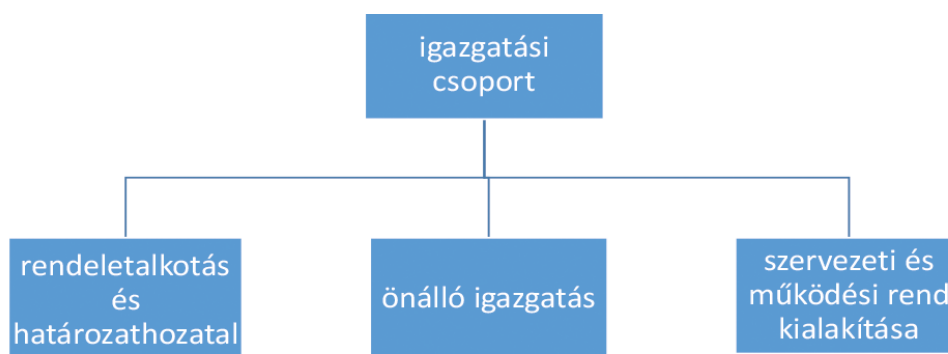 igazgatási
csoport
rendeletalkotás
és
határozathozatal
önálló igazgatás
szervezeti és
működési rend
kialakítása